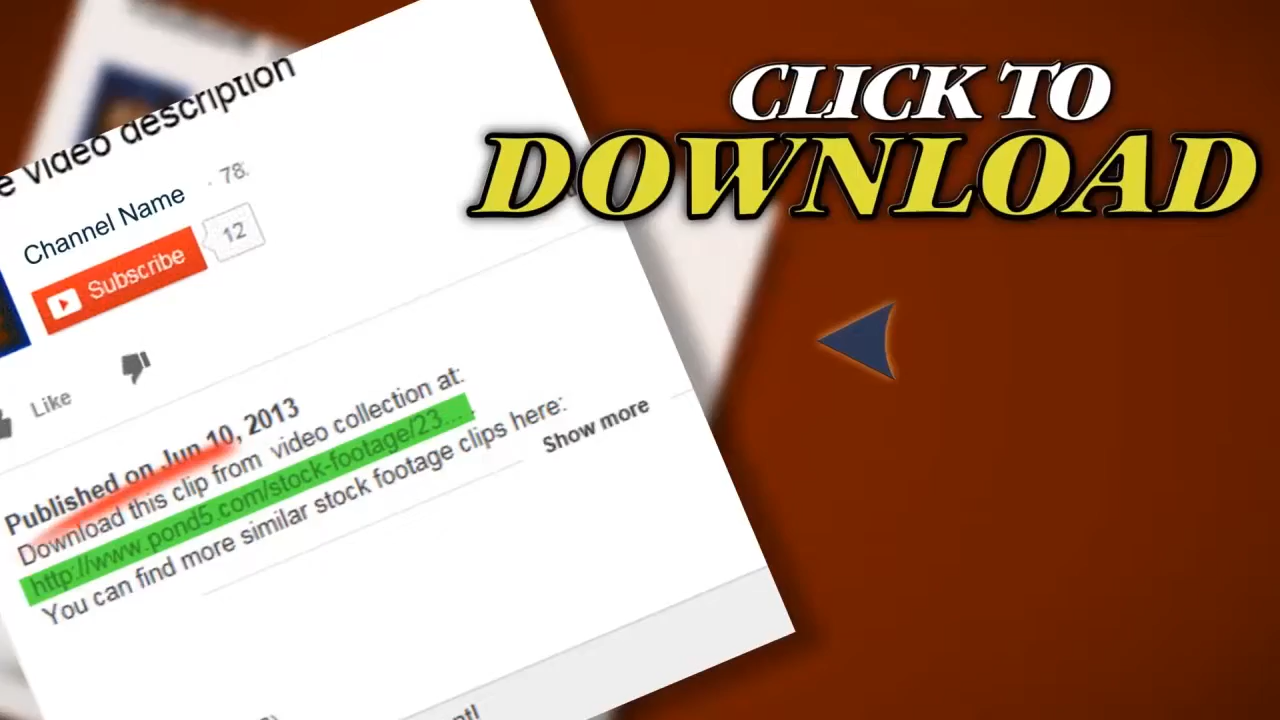 CLICK TO
DOWNLOAD
video description
Channel Name
78
Subscribe
12
Like
Published on Jun 10, 2013
Download this clip from video collection at:
http://www.pond5.com/stock-footage/23...
You can find more similar stock footage clips here:
Show more